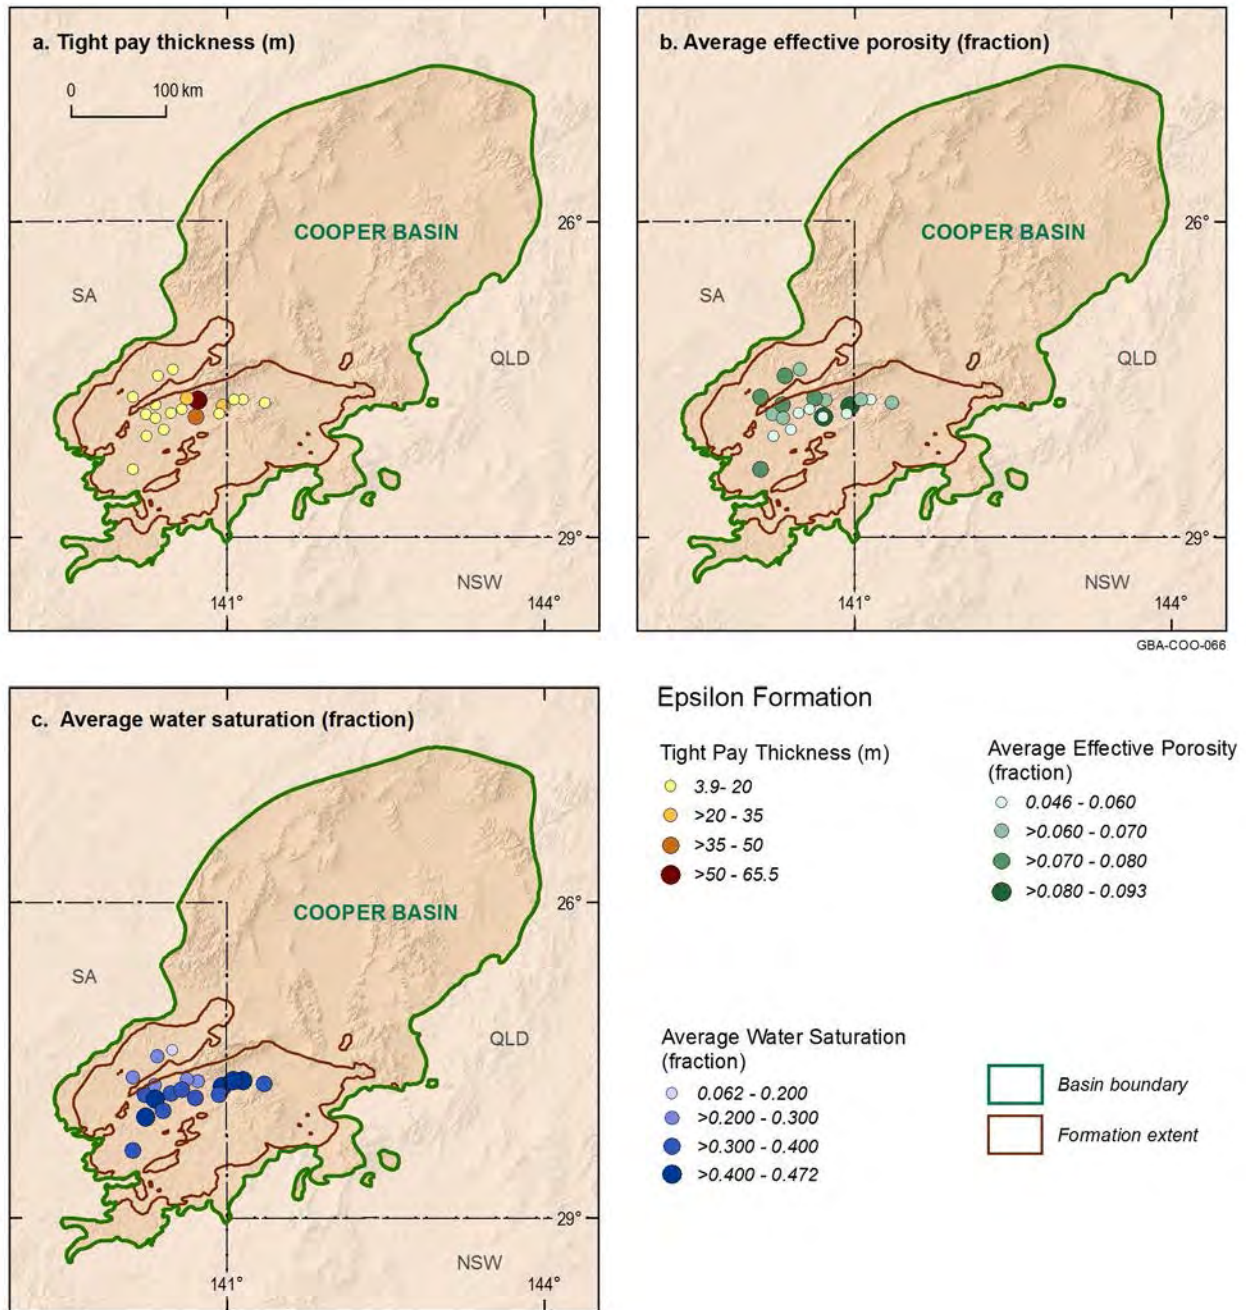 a. Tight pay thickness (m)
0 100 km
COOPER BASIN
26°
SA
QLD
29°
NSW
141° 144°
b. Average effective porosity (fraction)
COOPER BASIN
26°
SA
QLD
29°
NSW
141° 144°
GBA-COO-066
c. Average water saturation (fraction)
COOPER BASIN
26°
SA
QLD
29°
NSW
141° 144°
Epsilon Formation
Tight Pay Thickness (m)
3.9- 20
>20 - 35
>35 - 50
>50 - 65.5
Average Effective Porosity
(fraction)
0.046 - 0.060
>0.060 - 0.070
>0.070 - 0.080
>0.080 - 0.093
Average Water Saturation
(fraction)
0.062 - 0.200
>0.200 - 0.300
>0.300 - 0.400
>0.400 - 0.472
Basin boundary
Formation extent